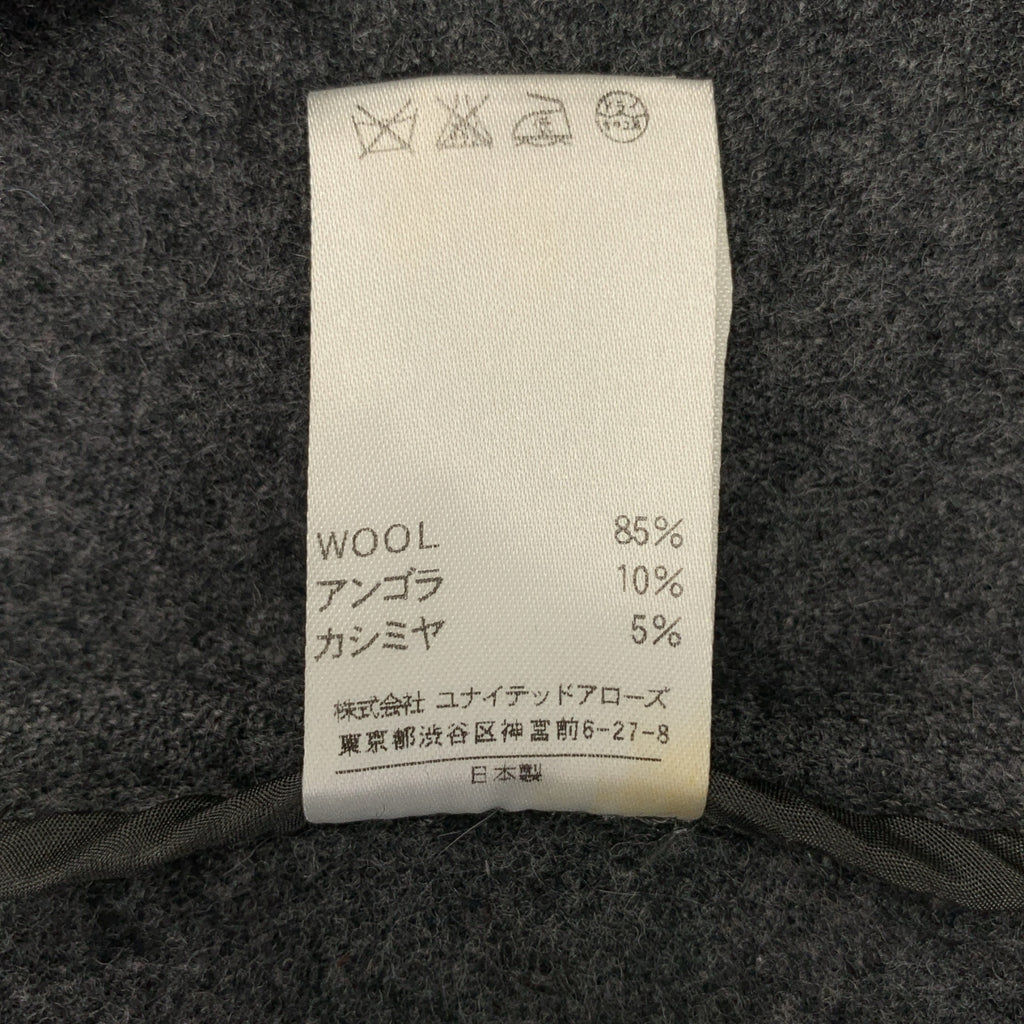 WOOL 85%
アンゴラ 10%
カシミヤ 5%
株式会社 ユナイテッドアローズ
東京都渋谷区神宮前6-27-8
日本製